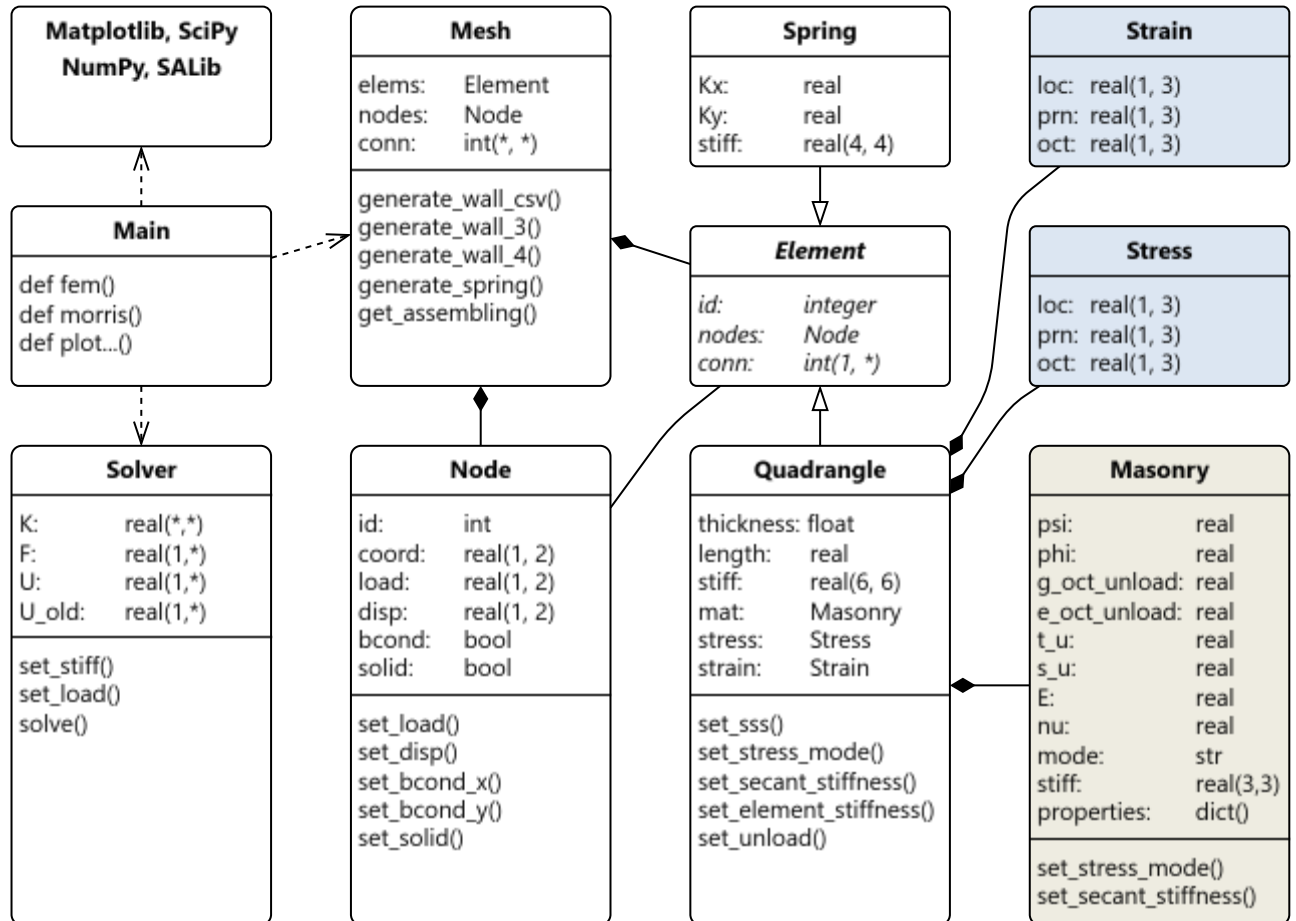 Matplotlib, SciPy
NumPy, SALib
Main
def fem()
def morris()
def plot...()
Solver
K: real(*,*)
F: real(1,*)
U: real(1,*)
U_old: real(1,*)
set_stiff()
set_load()
solve()
Mesh
elems: Element
nodes: Node
conn: int(*, *)
generate_wall_csv()
generate_wall_3()
generate_wall_4()
generate_spring()
get_assembling()
Node
id: int
coord: real(1, 2)
load: real(1, 2)
disp: real(1, 2)
bcond: bool
solid: bool
set_load()
set_disp()
set_bcond_x()
set_bcond_y()
set_solid()
Spring
Kx: real
Ky: real
stiff: real(4, 4)
Element
id: integer
nodes: Node
conn: int(1, *)
Quadrangle
thickness: float
length: real
stiff: real(6, 6)
mat: Masonry
stress: Stress
strain: Strain
set_sss()
set_stress_mode()
set_secant_stiffness()
set_element_stiffness()
set_unload()
Strain
loc: real(1, 3)
prn: real(1, 3)
oct: real(1, 3)
Stress
loc: real(1, 3)
prn: real(1, 3)
oct: real(1, 3)
Masonry
psi: real
phi: real
g_oct_unload: real
e_oct_unload: real
t_u: real
s_u: real
E: real
nu: real
mode: str
stiff: real(3,3)
properties: dict()
set_stress_mode()
set_secant_stiffness()